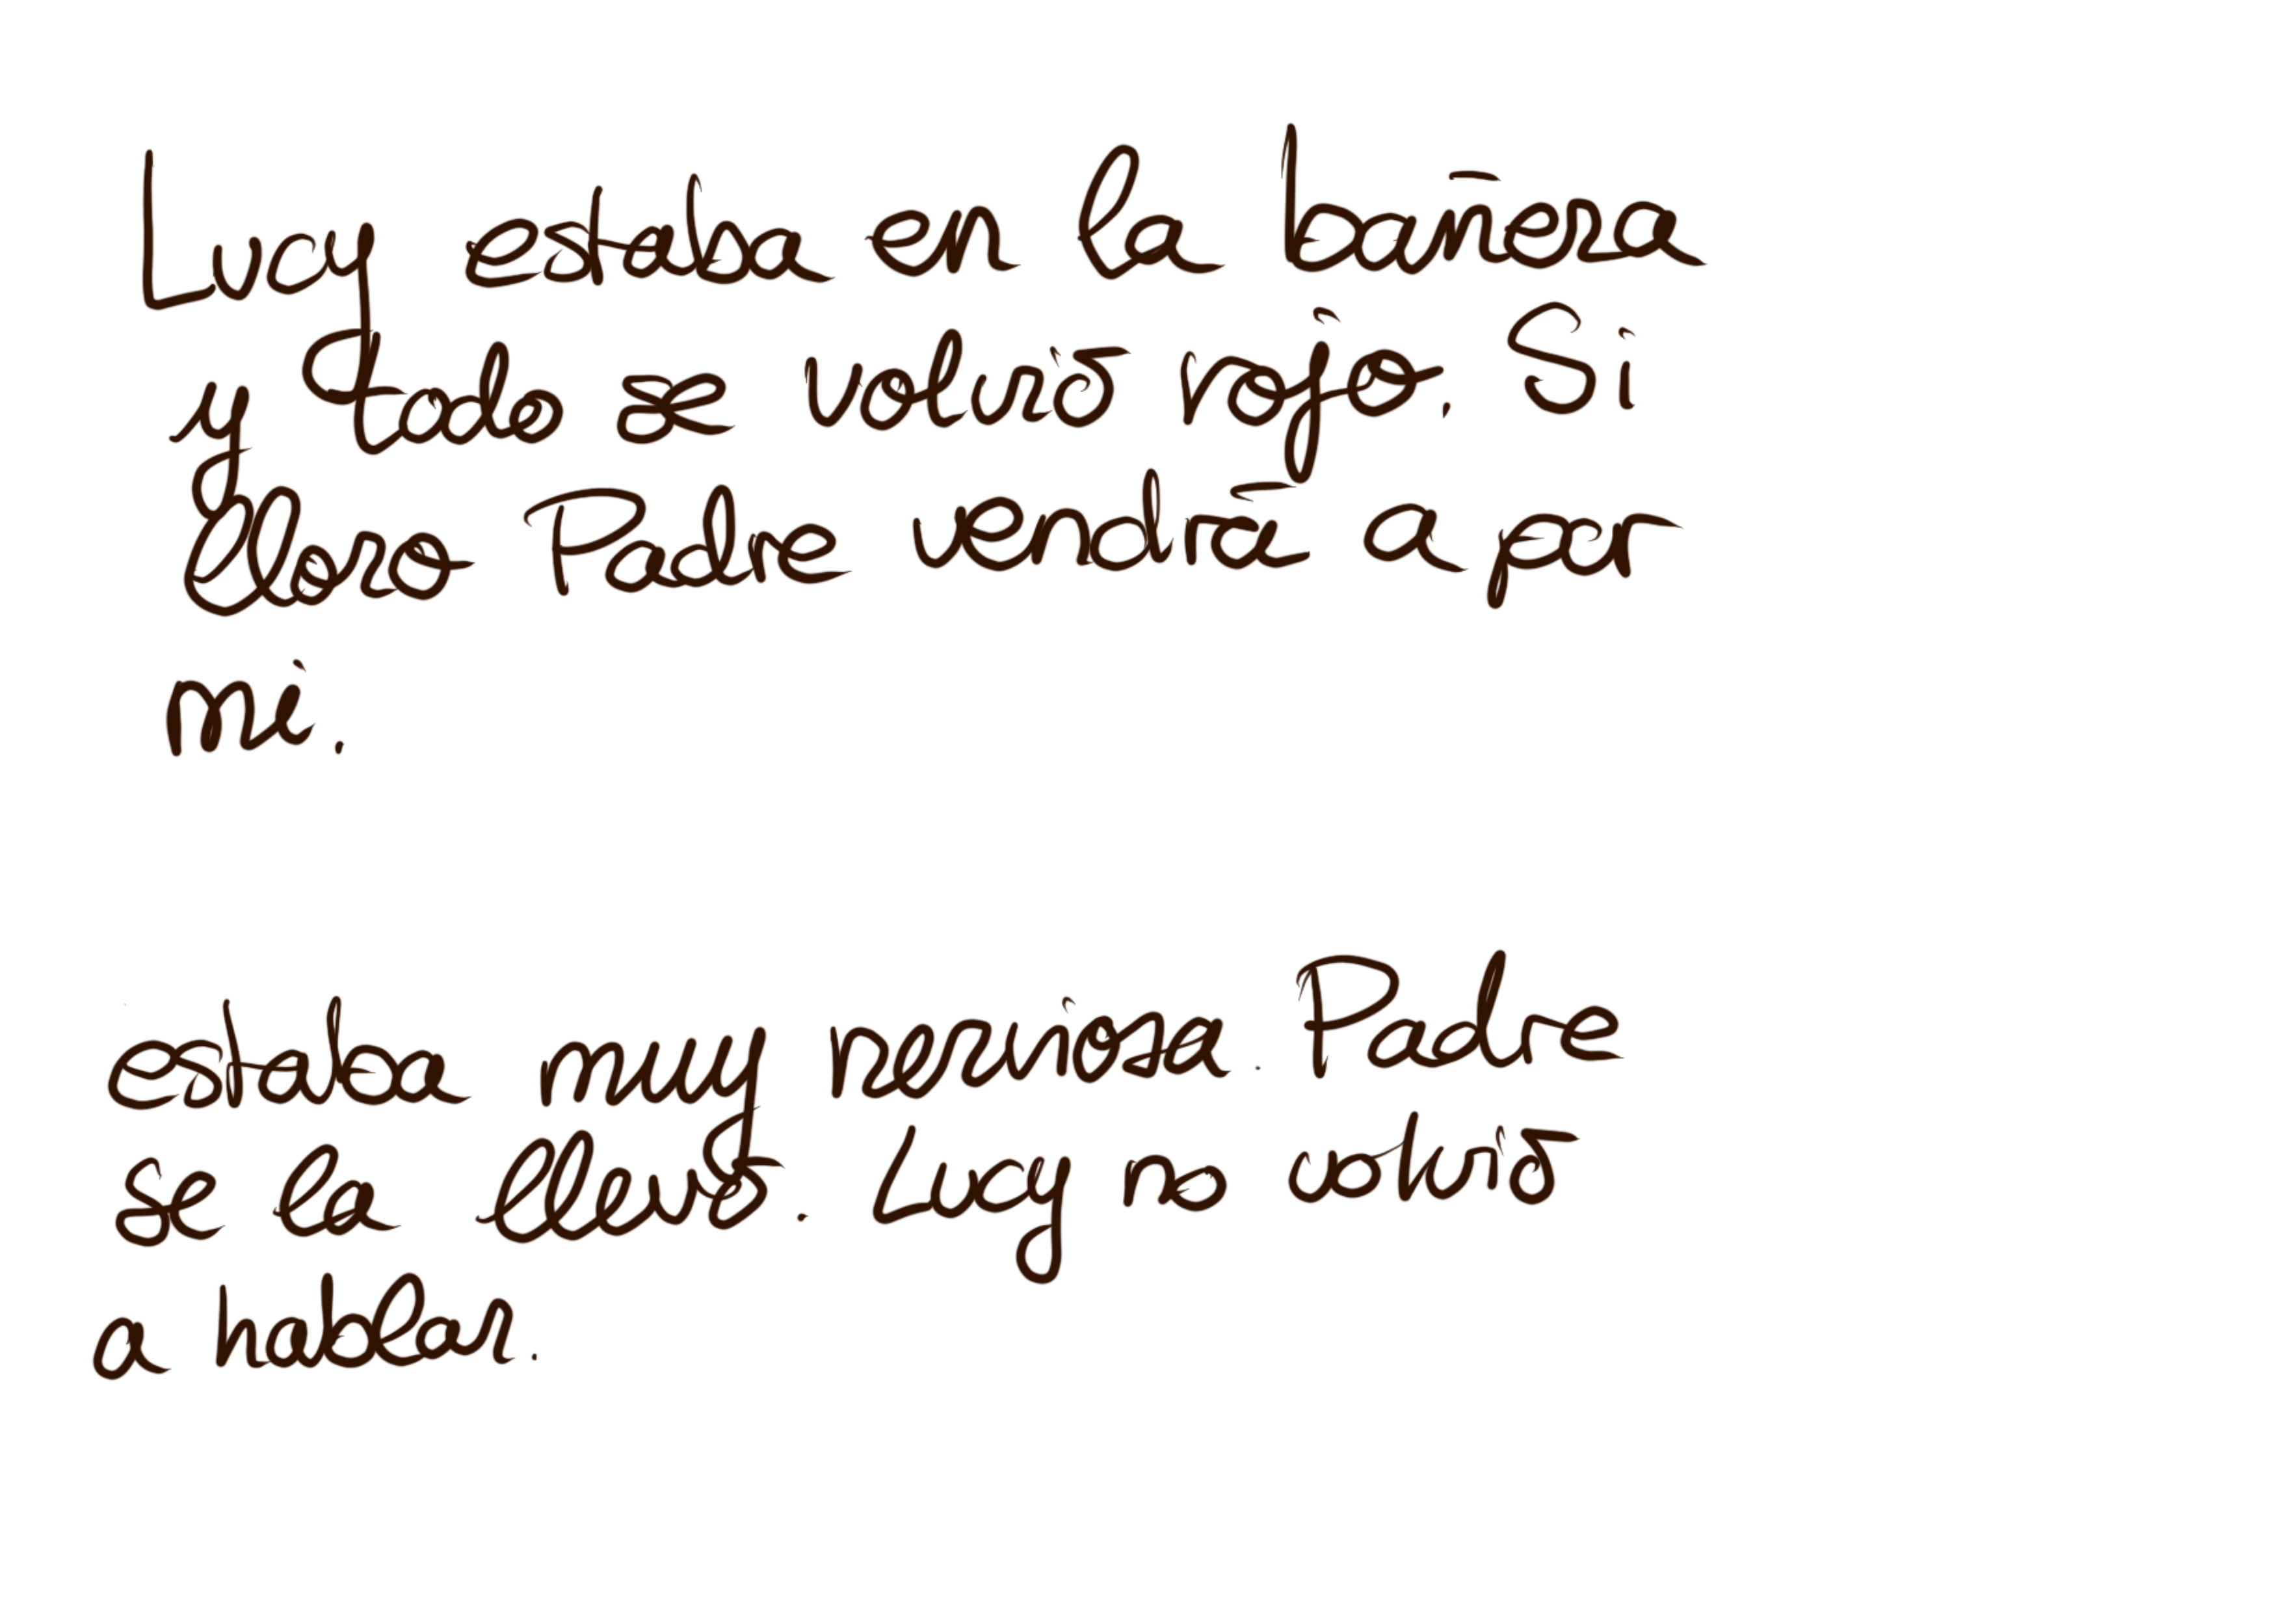 Lucy estaba en la bañera
y todo se volvió rojo. Si
lloro Padre vendrá a por
mi.
estaba muy nerviosa. Padre
se la llevó. Lucy no volvió
a hablar.